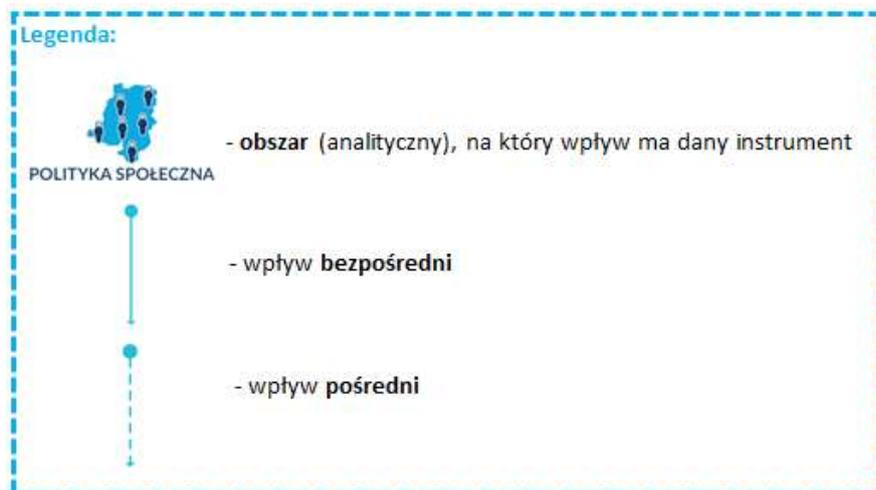 Legenda:
- obszar (analityczny), na który wpływ ma dany instrument
POLITYKA SPOŁECZNA
- wpływ bezpośredni
- wpływ pośredni